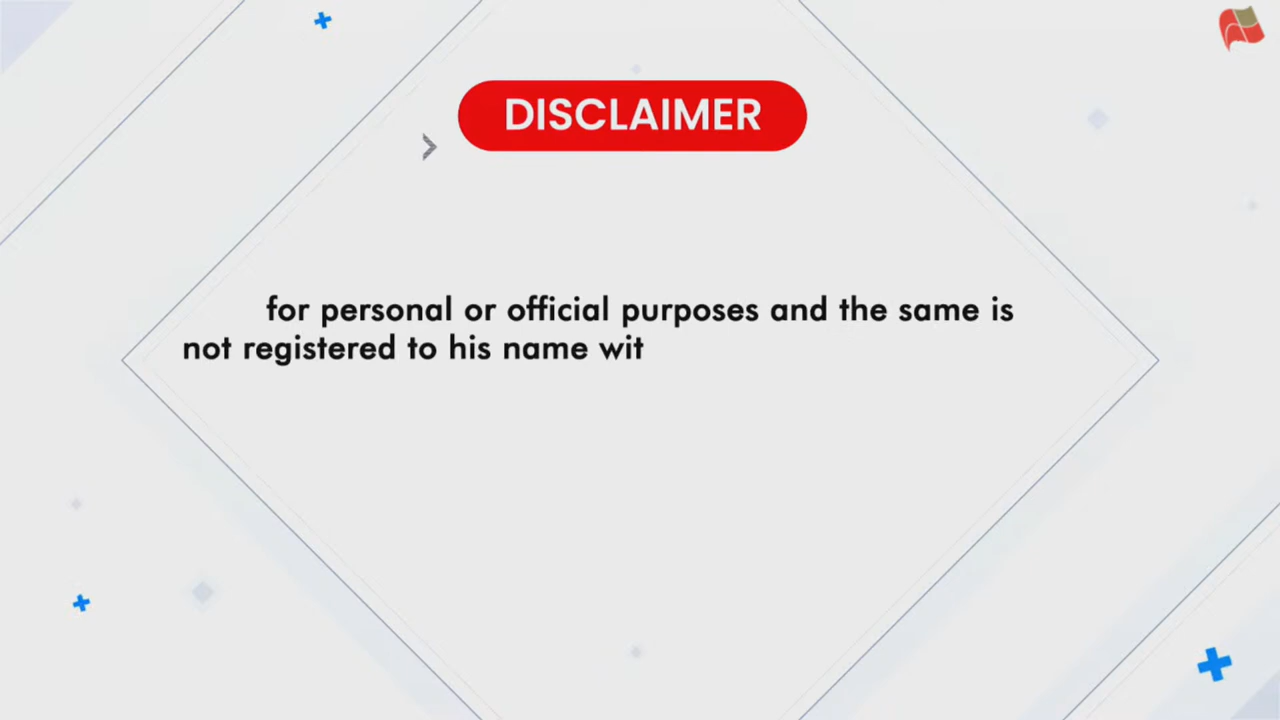 DISCLAIMER
for personal or official purposes and the same is
not registered to his name wit